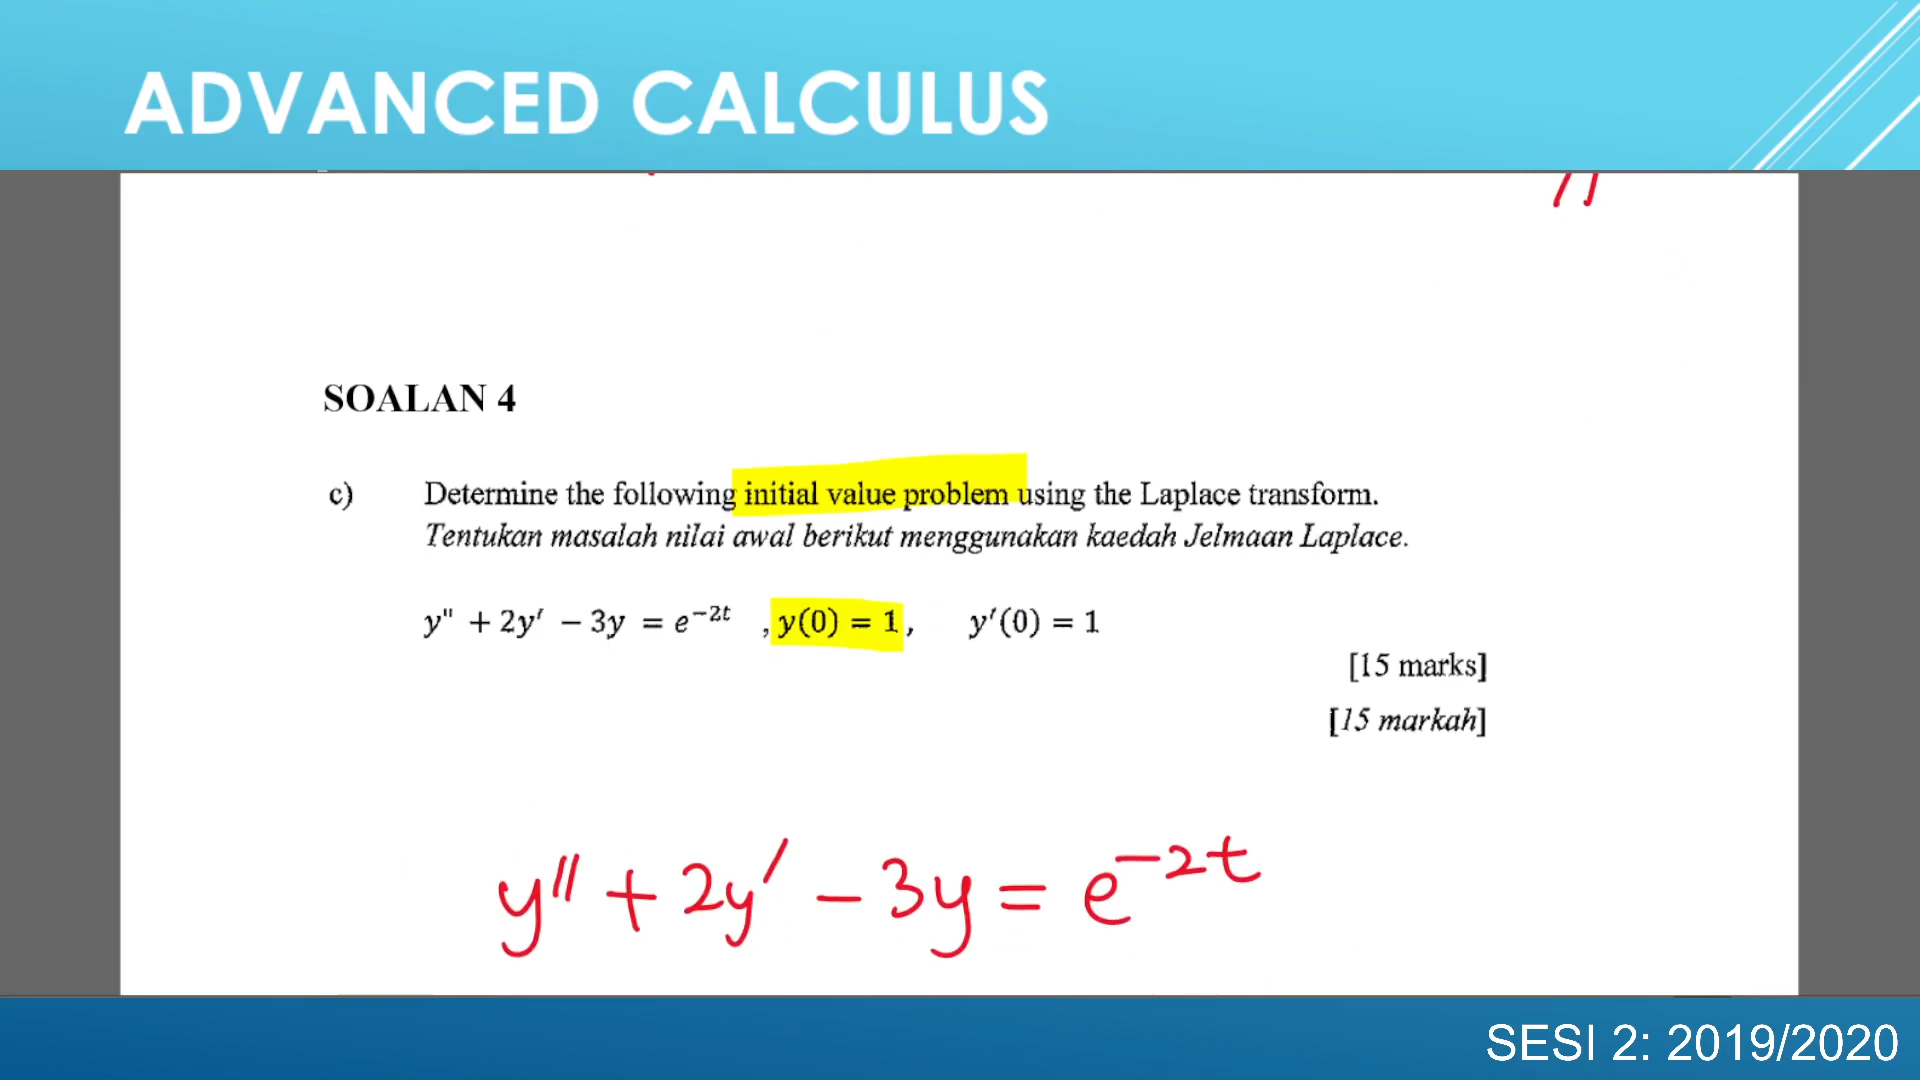 ADVANCED CALCULUS
SOALAN 4
c) Determine the following initial value problem using the Laplace transform.
Tentukan masalah nilai awal berikut menggunakan kaedah Jelmaan Laplace.
y'' + 2y′ − 3y = e⁻²ᵗ , y(0) = 1, y′(0) = 1
[15 marks]
[15 markah]
y'' + 2y′ − 3y = e⁻²ᵗ
SESI 2: 2019/2020